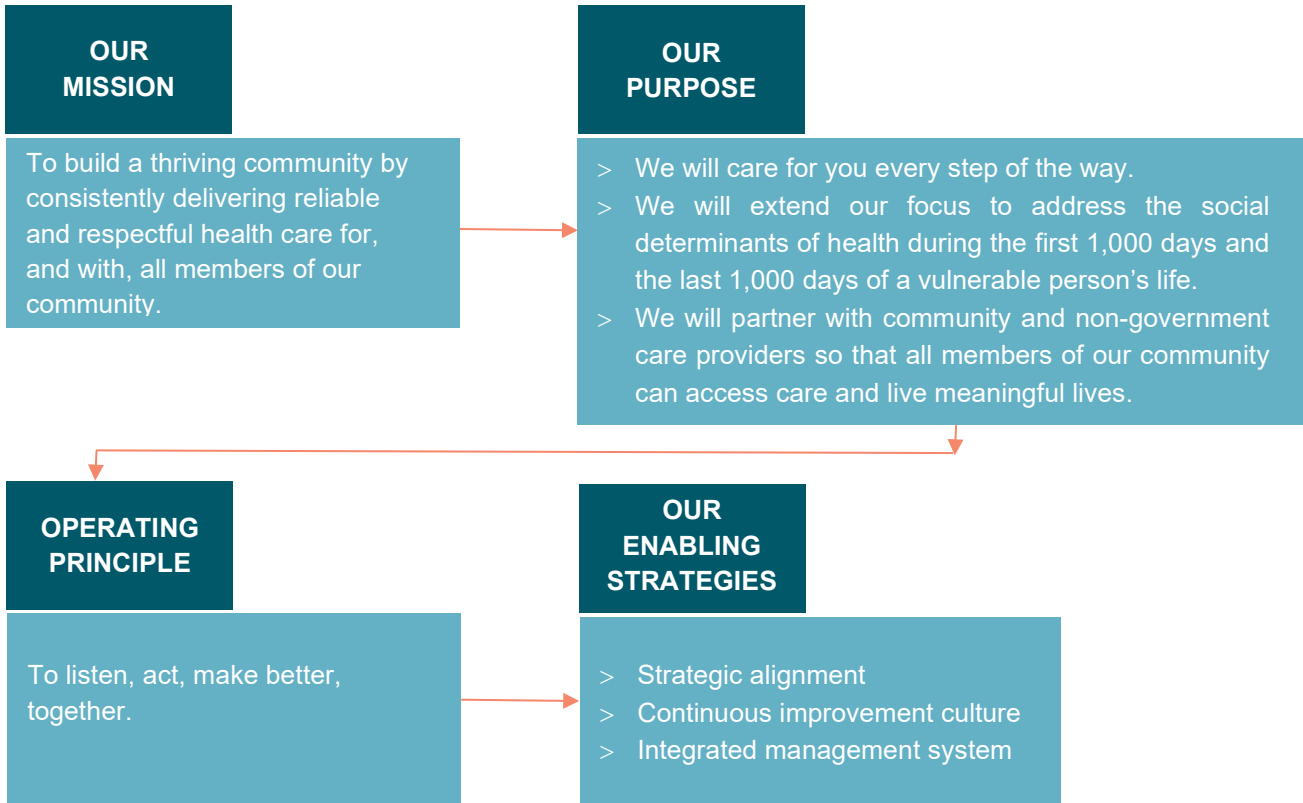 OUR
MISSION
To build a thriving community by
consistently delivering reliable
and respectful health care for,
and with, all members of our
community.
OUR
PURPOSE
> We will care for you every step of the way.
> We will extend our focus to address the social
determinants of health during the first 1,000 days and
the last 1,000 days of a vulnerable person’s life.
> We will partner with community and non-government
care providers so that all members of our community
can access care and live meaningful lives.
OPERATING
PRINCIPLE
To listen, act, make better,
together.
OUR
ENABLING
STRATEGIES
> Strategic alignment
> Continuous improvement culture
> Integrated management system